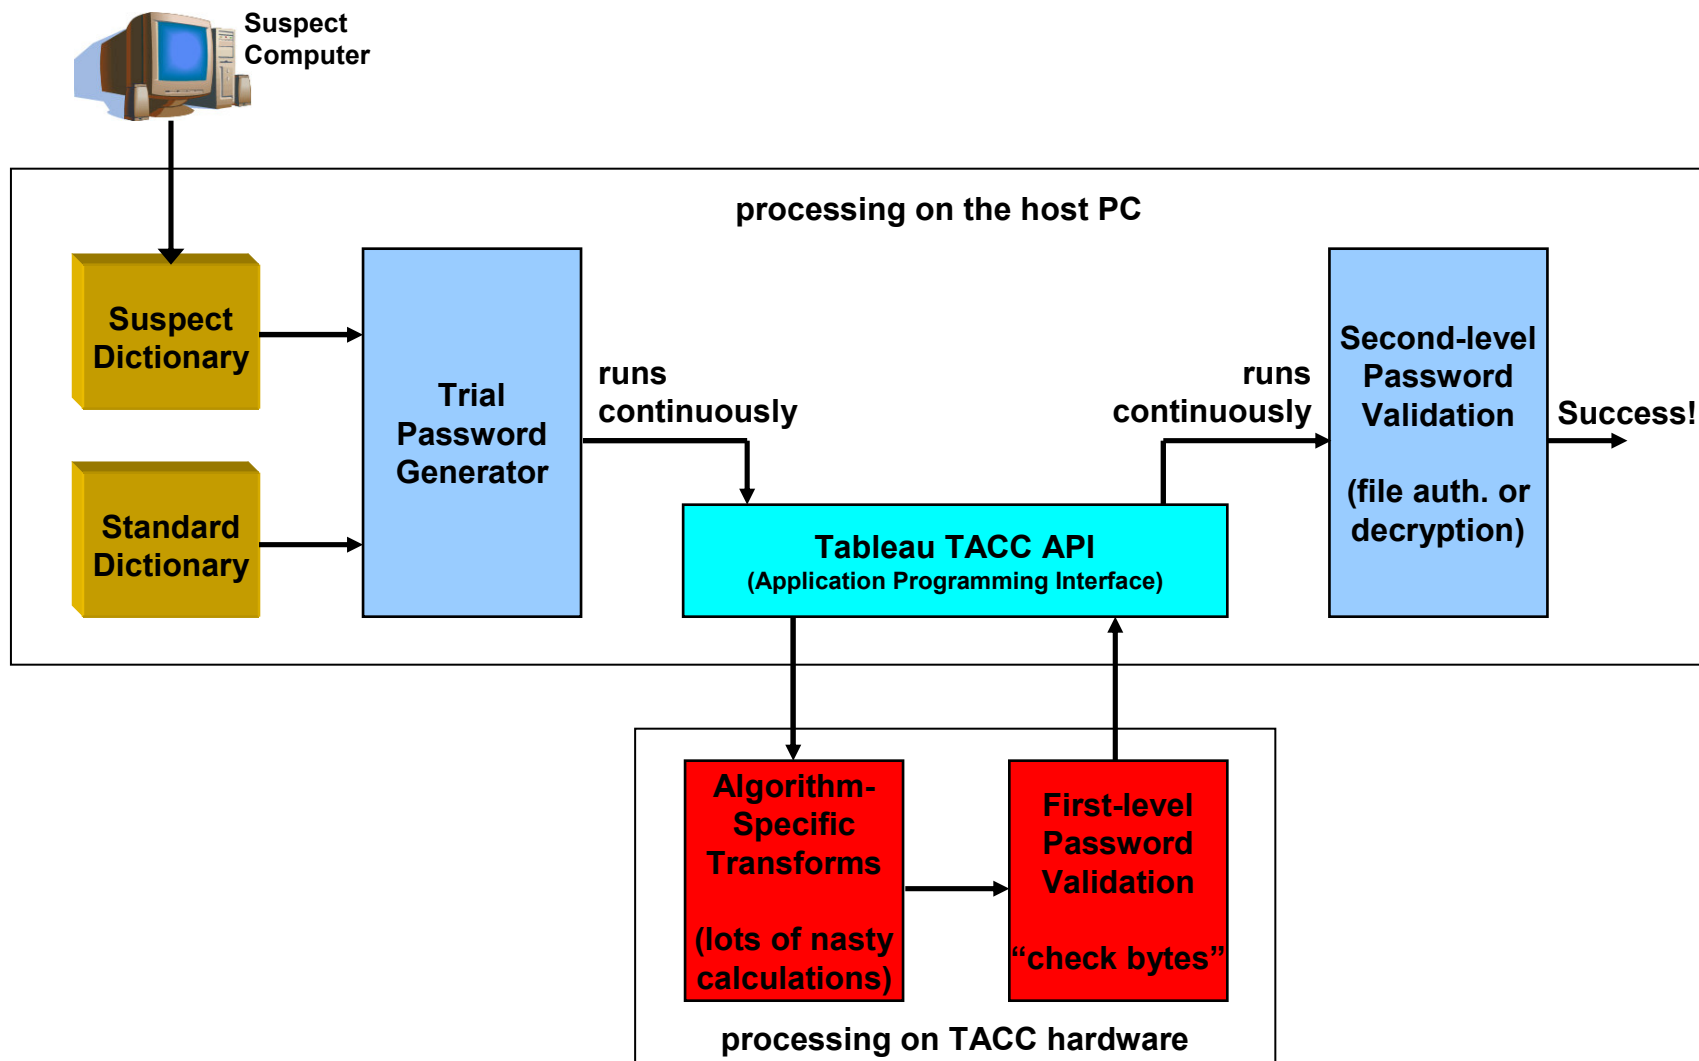 Suspect
Computer
processing on the host PC
Suspect
Dictionary
Standard
Dictionary
Trial
Password
Generator
runs
continuously
Tableau TACC API
(Application Programming Interface)
runs
continuously
Second-level
Password
Validation
(file auth. or
decryption)
Success!
Algorithm-
Specific
Transforms
(lots of nasty
calculations)
First-level
Password
Validation
“check bytes”
processing on TACC hardware